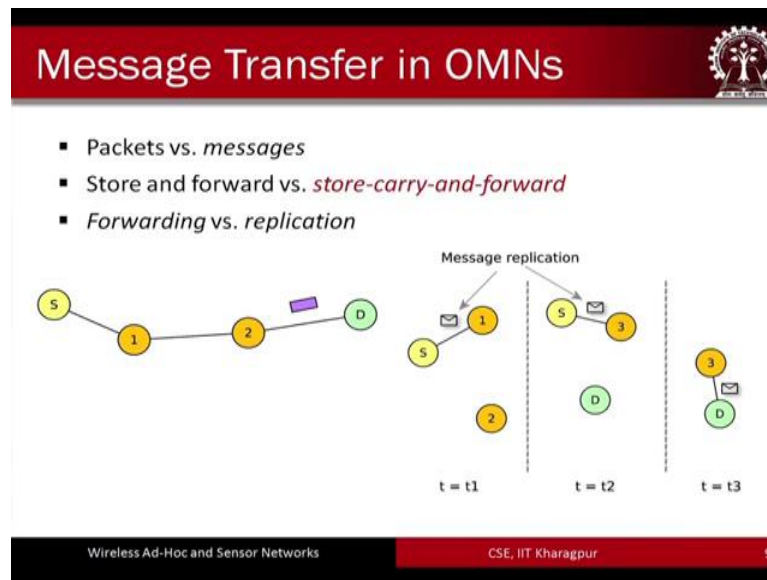 Message Transfer in OMNs
▪ Packets vs. messages
▪ Store and forward vs. store-carry-and-forward
▪ Forwarding vs. replication
Message replication
S
1
2
D
S
1
2
S
3
D
3
D
t = t1
t = t2
t = t3
Wireless Ad-Hoc and Sensor Networks
CSE, IIT Kharagpur